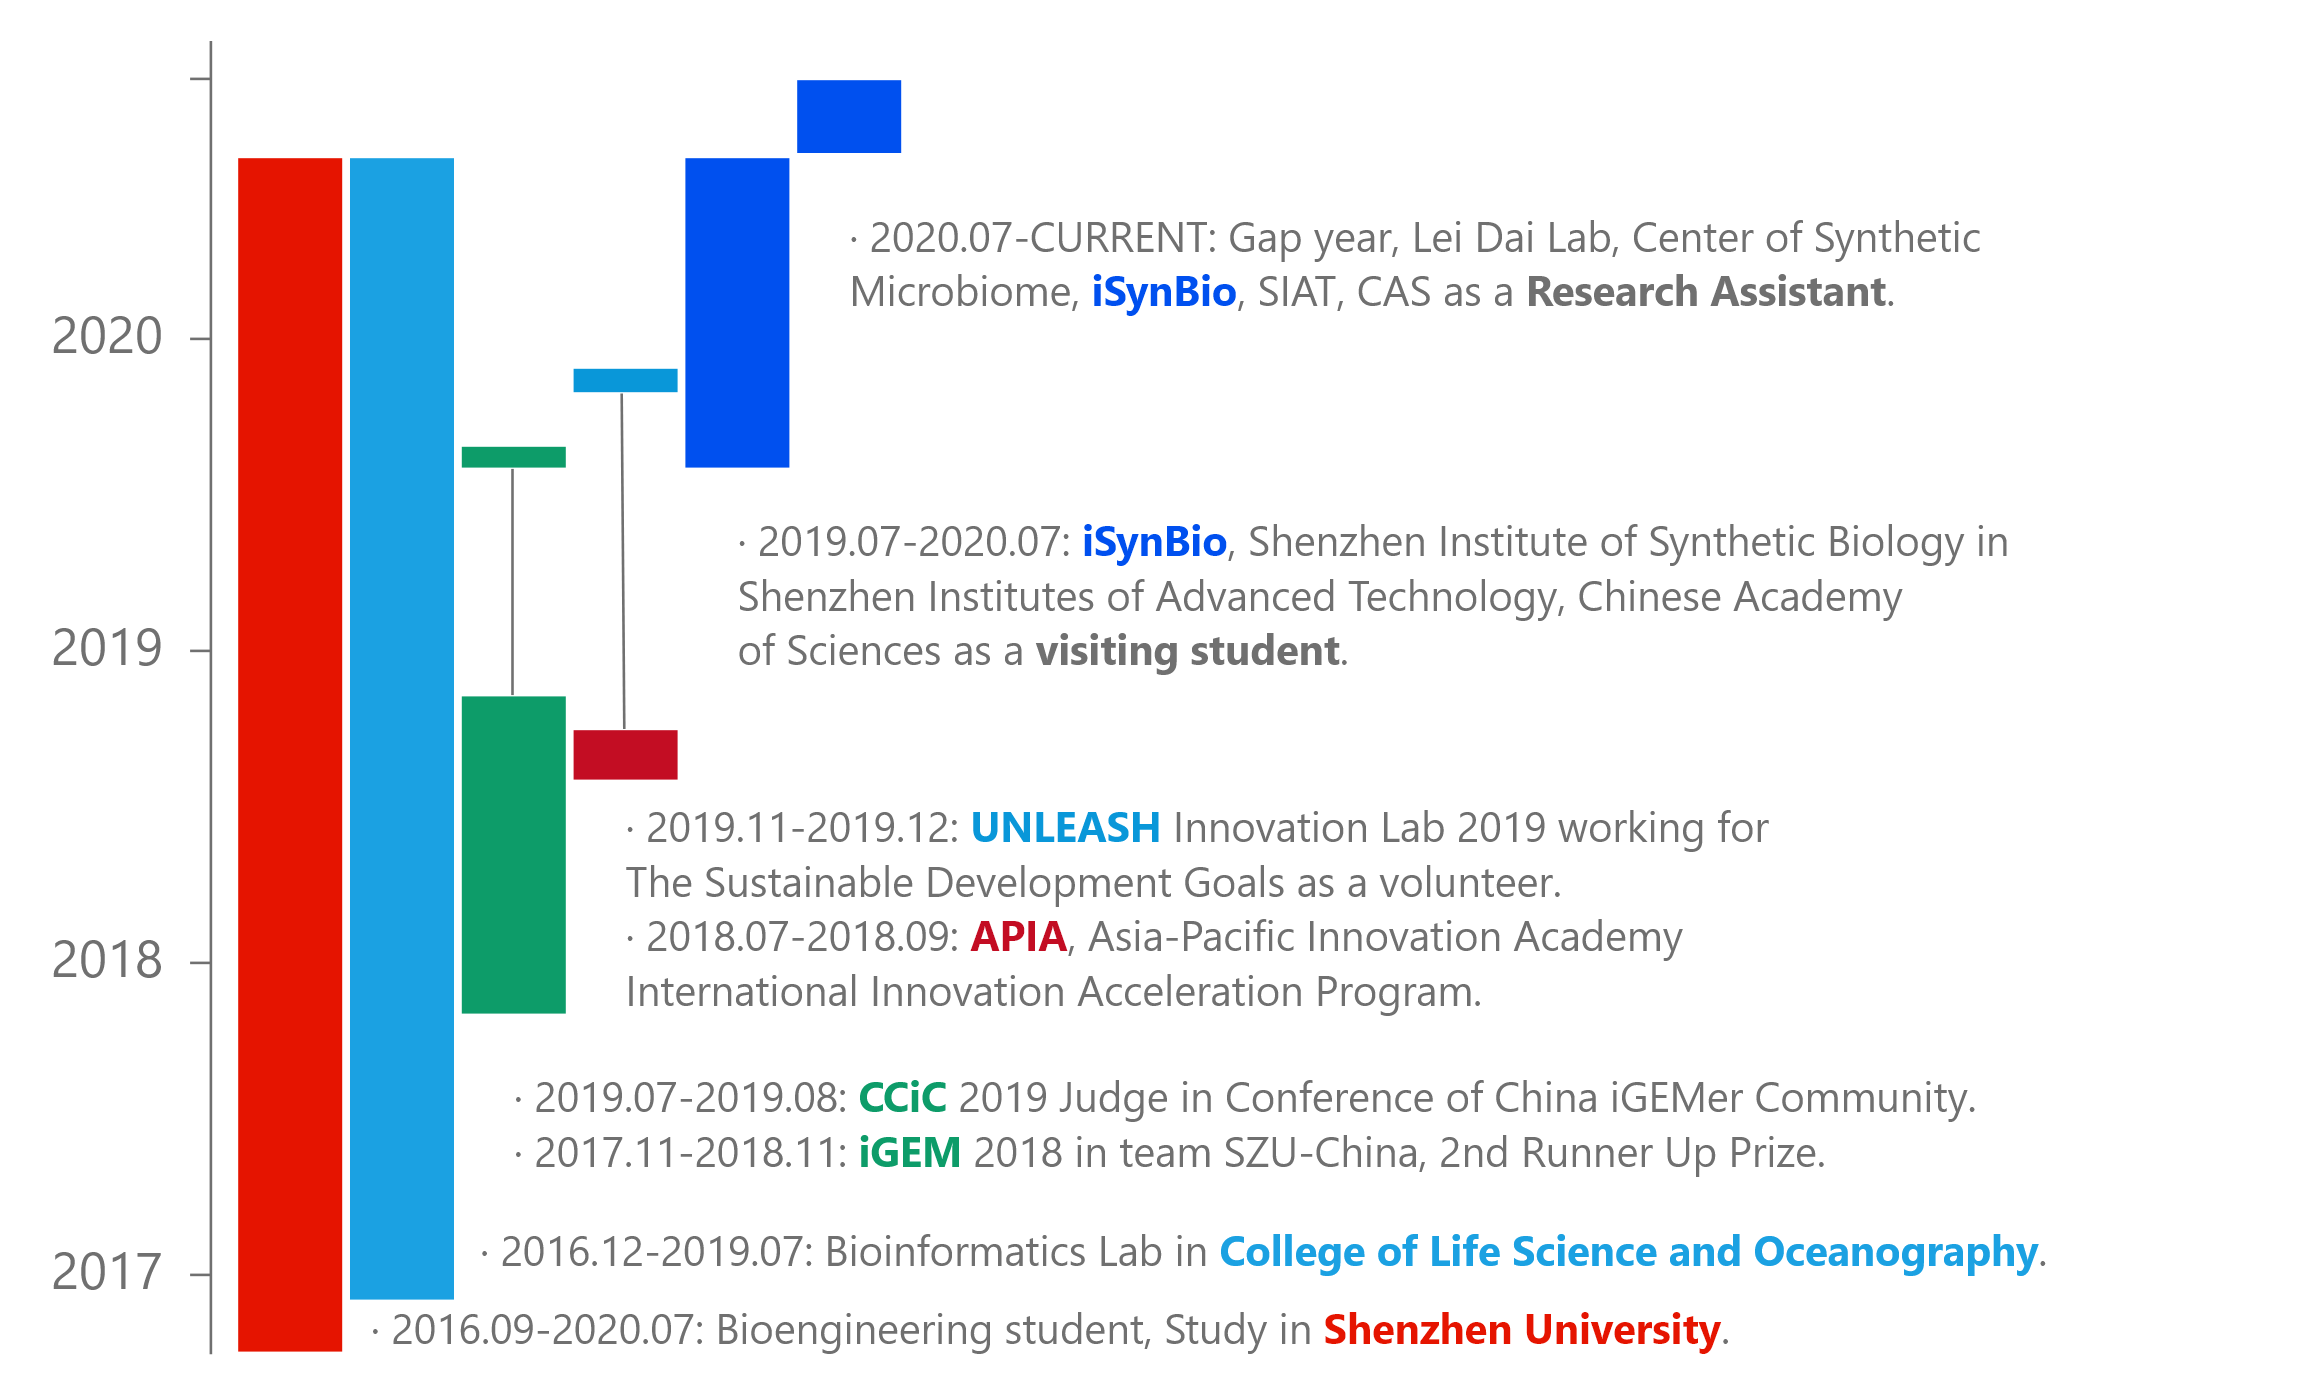 · 2020.07-CURRENT: Gap year, Lei Dai Lab, Center of Synthetic
Microbiome, iSynBio, SIAT, CAS as a Research Assistant.
2020
· 2019.07-2020.07: iSynBio, Shenzhen Institute of Synthetic Biology in
Shenzhen Institutes of Advanced Technology, Chinese Academy
of Sciences as a visiting student.
2019
· 2019.11-2019.12: UNLEASH Innovation Lab 2019 working for
The Sustainable Development Goals as a volunteer.
· 2018.07-2018.09: APIA, Asia-Pacific Innovation Academy
International Innovation Acceleration Program.
2018
· 2019.07-2019.08: CCiC 2019 Judge in Conference of China iGEMer Community.
· 2017.11-2018.11: iGEM 2018 in team SZU-China, 2nd Runner Up Prize.
· 2016.12-2019.07: Bioinformatics Lab in College of Life Science and Oceanography.
2017
· 2016.09-2020.07: Bioengineering student, Study in Shenzhen University.